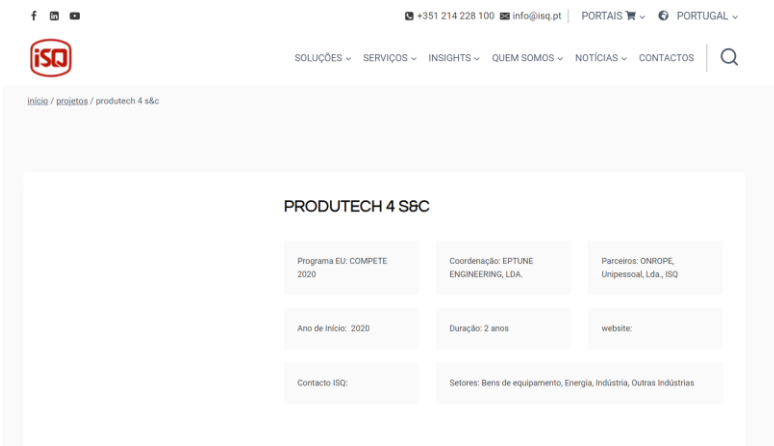 +351 214 228 100 info@isq.pt PORTAIS PORTUGAL
isQ
SOLUÇÕES SERVIÇOS INSIGHTS QUEM SOMOS NOTÍCIAS CONTACTOS
início / projetos / produtech 4 s&c
PRODUTECH 4 S&C
Programa EU: COMPETE
2020
Coordenação: EPTUNE
ENGINEERING, LDA.
Parceiros: ONROPE,
Unipessoal, Lda., ISQ
Ano de Início: 2020
Duração: 2 anos
website:
Contacto ISQ:
Setores: Bens de equipamento, Energia, Indústria, Outras Indústrias